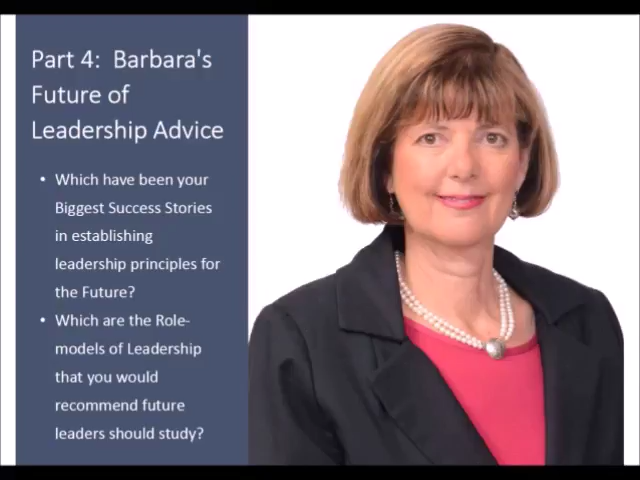 Part 4:  Barbara's
Future of
Leadership Advice
• Which have been your
Biggest Success Stories
in establishing
leadership principles for
the Future?
• Which are the Role-
models of Leadership
that you would
recommend future
leaders should study?